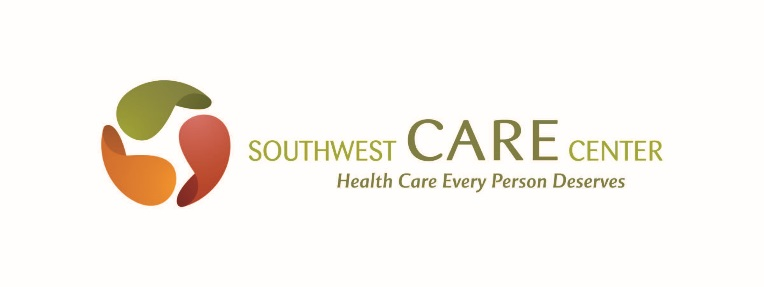 SOUTHWEST CARE CENTER
Health Care Every Person Deserves